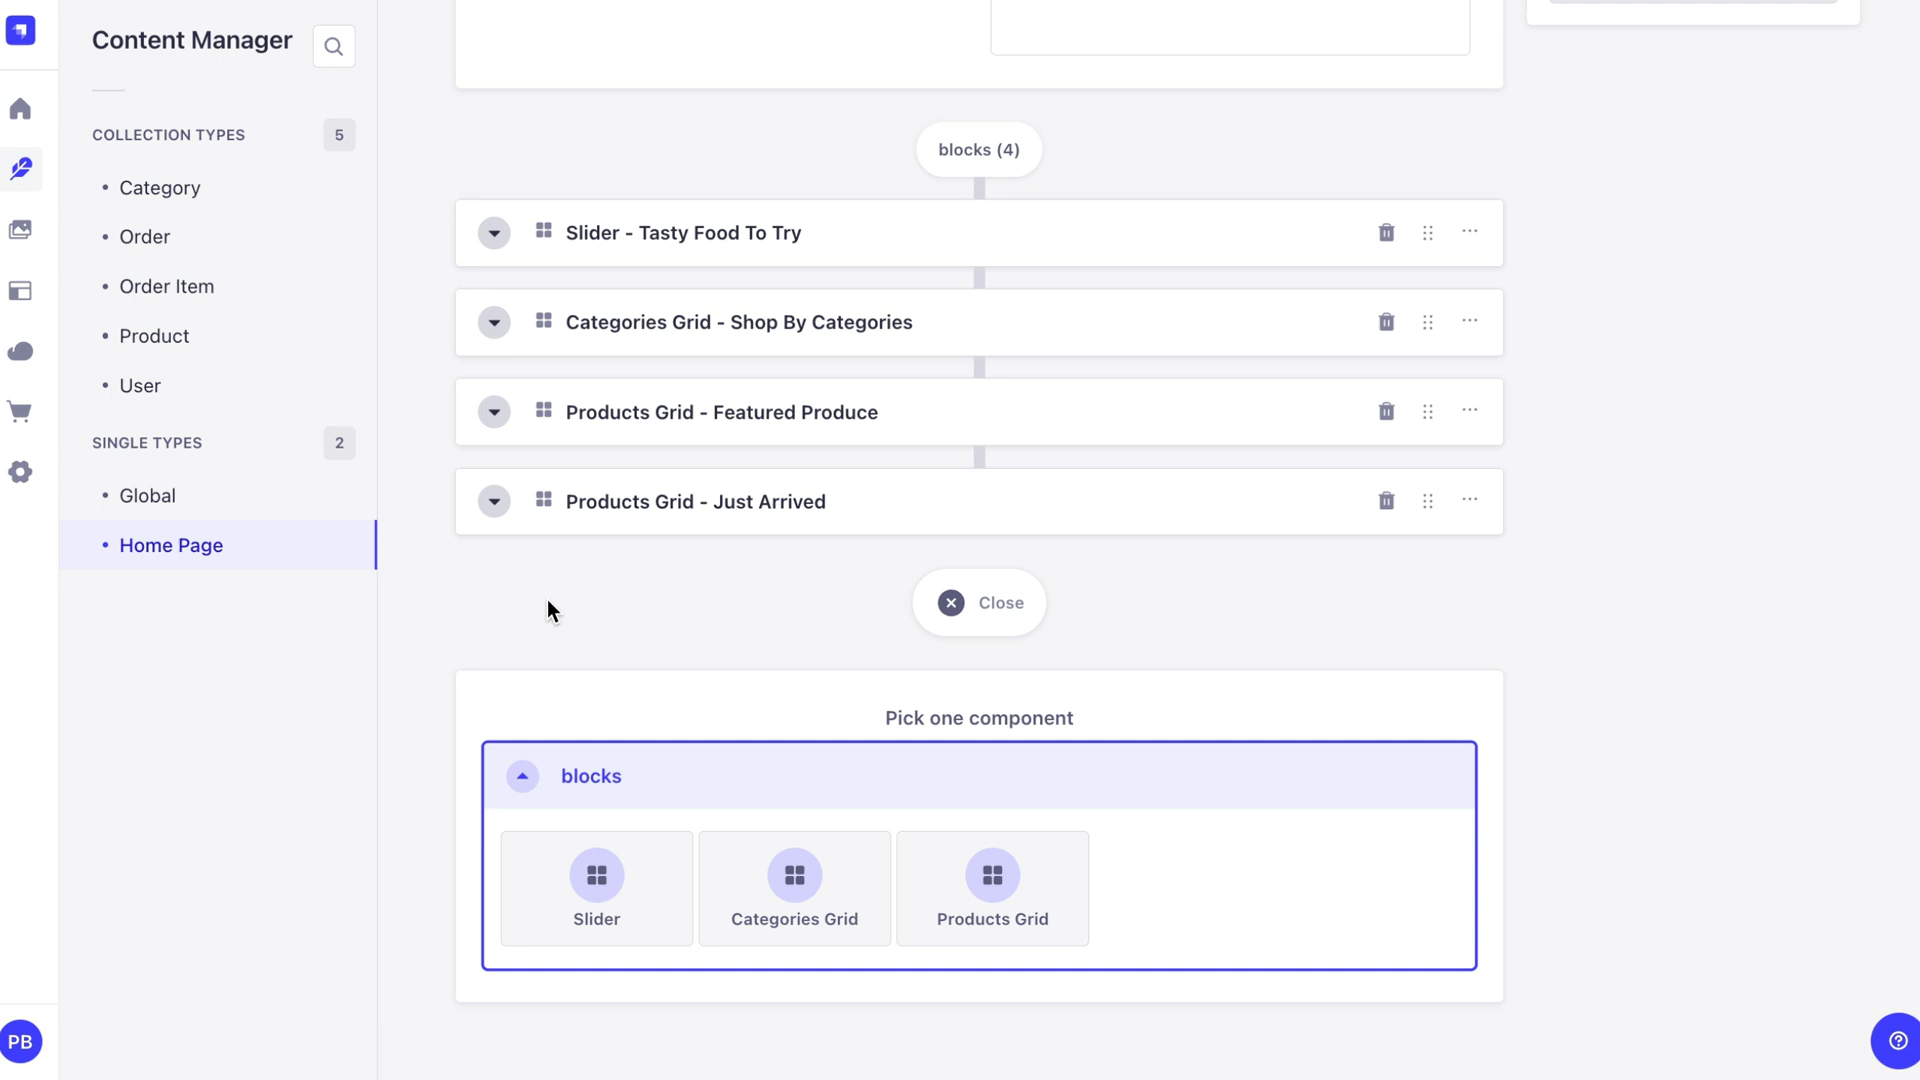 Content Manager
COLLECTION TYPES 5
Category
Order
Order Item
Product
User
SINGLE TYPES 2
Global
Home Page
PB
blocks (4)
Slider - Tasty Food To Try
Categories Grid - Shop By Categories
Products Grid - Featured Produce
Products Grid - Just Arrived
Close
Pick one component
blocks
Slider
Categories Grid
Products Grid